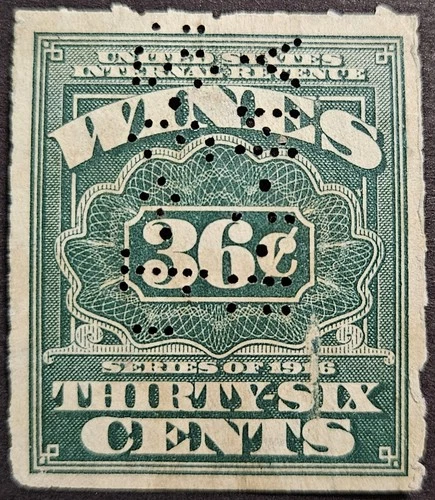 UNITED STATES
INTERNAL REVENUE
WINES
36¢
SERIES OF 1916
THIRTY-SIX
CENTS